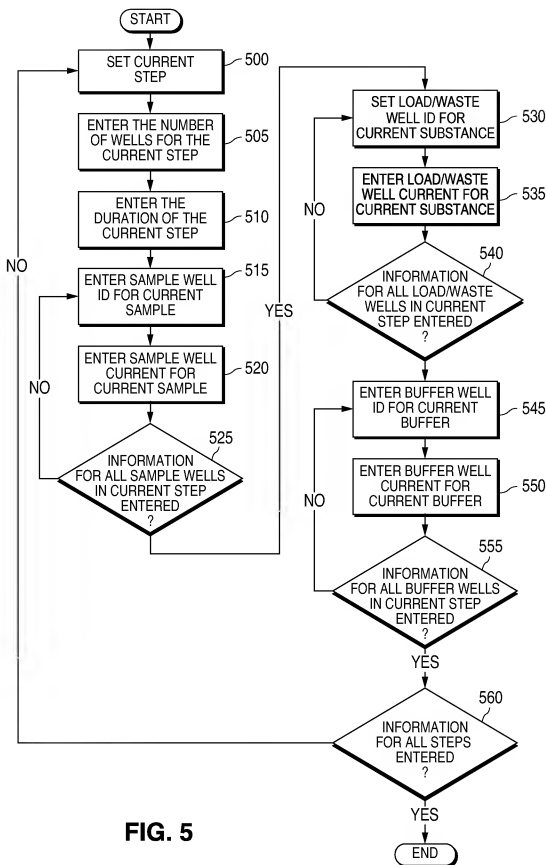 START
SET CURRENT
STEP
500
ENTER THE NUMBER
OF WELLS FOR THE
CURRENT STEP
505
ENTER THE
DURATION OF THE
CURRENT STEP
510
ENTER SAMPLE WELL
ID FOR CURRENT
SAMPLE
515
ENTER SAMPLE WELL
CURRENT FOR
CURRENT SAMPLE
520
INFORMATION
FOR ALL SAMPLE WELLS
IN CURRENT STEP
ENTERED
?
525
NO
NO
YES
SET LOAD/WASTE
WELL ID FOR
CURRENT SUBSTANCE
530
ENTER LOAD/WASTE
WELL CURRENT FOR
CURRENT SUBSTANCE
535
NO
INFORMATION
FOR ALL LOAD/WASTE
WELLS IN CURRENT
STEP ENTERED
?
540
ENTER BUFFER WELL
ID FOR CURRENT
BUFFER
545
ENTER BUFFER WELL
CURRENT FOR
CURRENT BUFFER
550
NO
INFORMATION
FOR ALL BUFFER WELLS
IN CURRENT STEP
ENTERED
?
555
YES
INFORMATION
FOR ALL STEPS
ENTERED
?
560
YES
END
FIG. 5